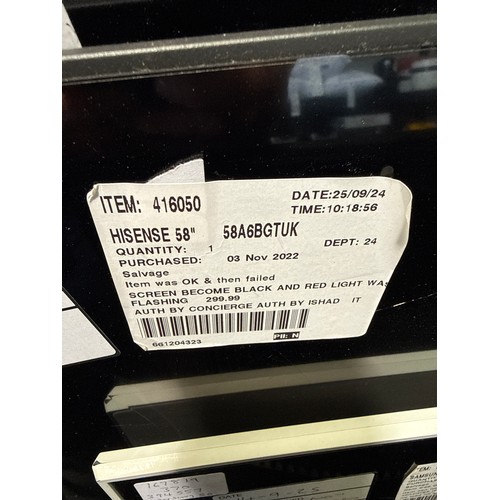 ITEM: 416050 DATE:25/09/24
TIME:10:18:56
HISENSE 58" 58A6BGTUK
QUANTITY: 1 DEPT: 24
PURCHASED: 03 Nov 2022
Salvage
Item was OK & then failed
SCREEN BECOME BLACK AND RED LIGHT WAS
FLASHING 299.99
AUTH BY CONCIERGE AUTH BY ISHAD IT
661204323 PII: N